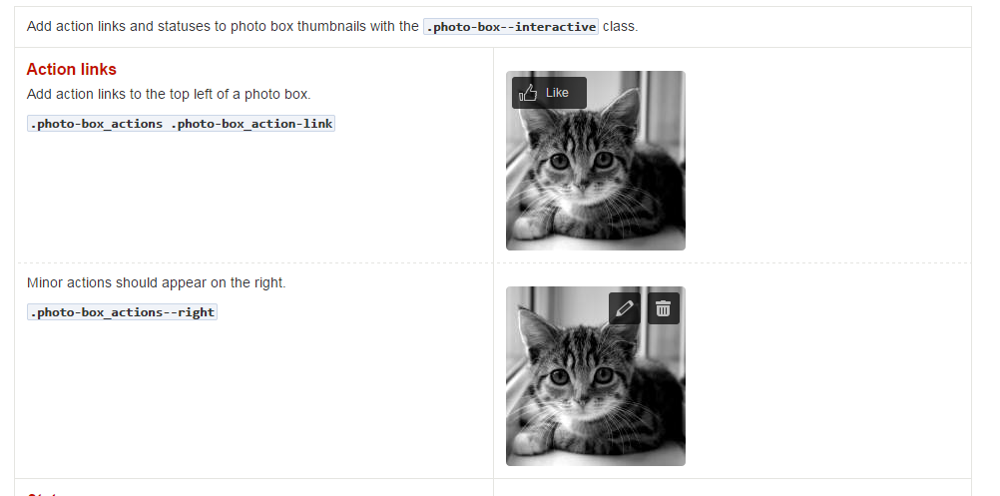 Add action links and statuses to photo box thumbnails with the .photo-box--interactive class.
Action links
Add action links to the top left of a photo box.
.photo-box_actions .photo-box_action-link
Like
Minor actions should appear on the right.
.photo-box_actions--right